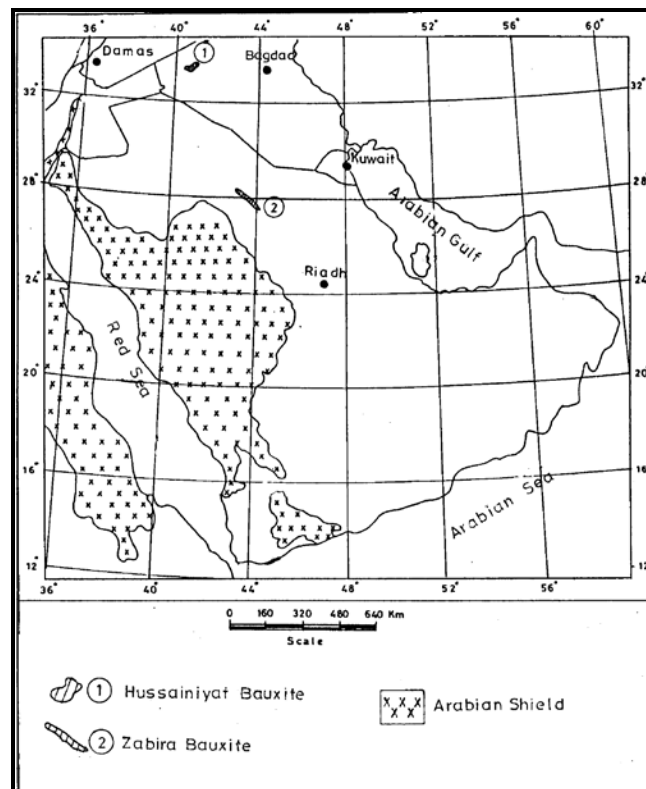 36° 40° 44° 48° 52° 56° 60°
Damas
1
Bagdad
32° 32°
Kuwait
28° 28°
2
Arabian Gulf
Riadh
24° 24°
Red Sea
20° 20°
16° 16°
Arabian Sea
12° 12°
36° 40° 44° 48° 52° 56°
0 160 320 480 640 Km
Scale
1 Hussainiyat Bauxite
Arabian Shield
2 Zabira Bauxite